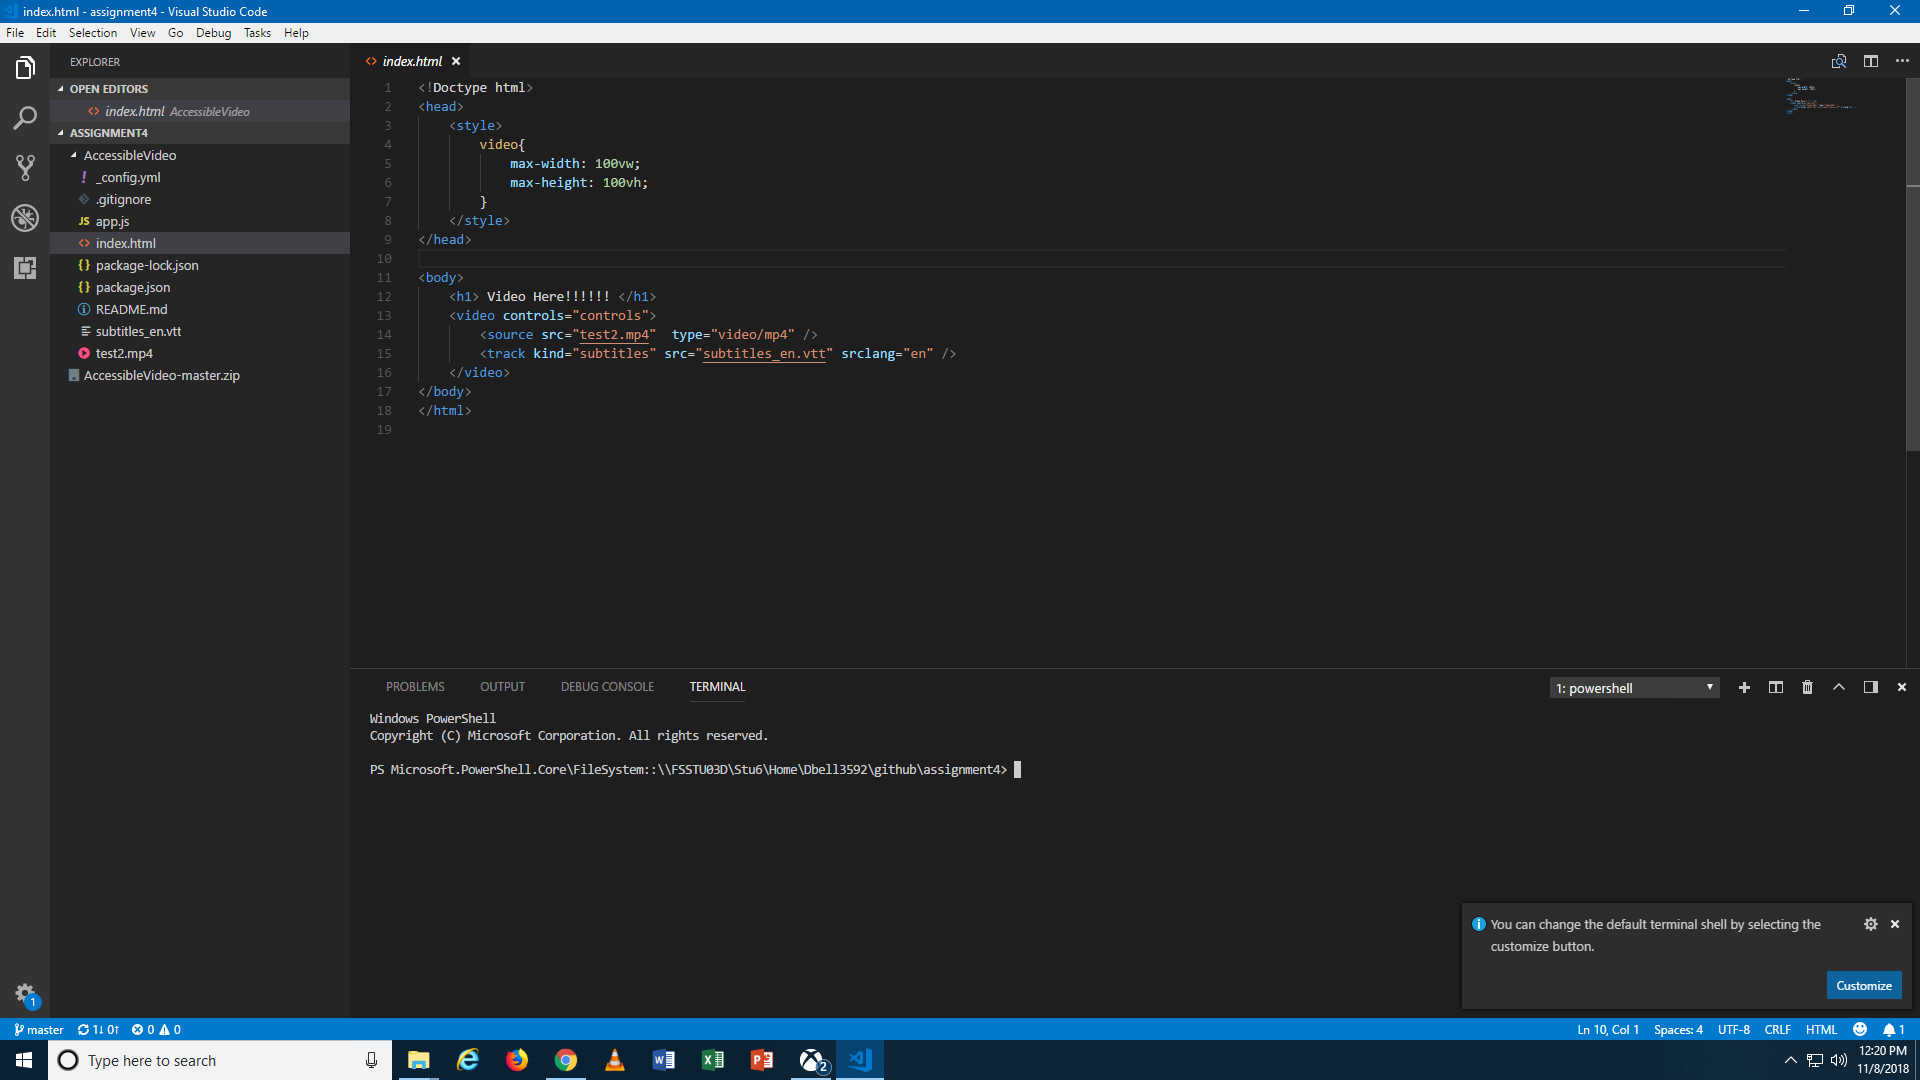 index.html - assignment4 - Visual Studio Code
File Edit Selection View Go Debug Tasks Help
EXPLORER
OPEN EDITORS
index.html AccessibleVideo
ASSIGNMENT4
AccessibleVideo
! _config.yml
.gitignore
JS app.js
<> index.html
{} package-lock.json
{} package.json
README.md
subtitles_en.vtt
test2.mp4
AccessibleVideo-master.zip
<> index.html
1 <!Doctype html>
2 <head>
3 <style>
4 video{
5 max-width: 100vw;
6 max-height: 100vh;
7 }
8 </style>
9 </head>
10
11 <body>
12 <h1> Video Here!!!!!! </h1>
13 <video controls="controls">
14 <source src="test2.mp4"  type="video/mp4" />
15 <track kind="subtitles" src="subtitles_en.vtt" srclang="en" />
16 </video>
17 </body>
18 </html>
19
PROBLEMS OUTPUT DEBUG CONSOLE TERMINAL
1: powershell
Windows PowerShell
Copyright (C) Microsoft Corporation. All rights reserved.
PS Microsoft.PowerShell.Core\FileSystem::\\FSSTU03D\Stu6\Home\Dbell3592\github\assignment4>
You can change the default terminal shell by selecting the
customize button.
Customize
1
master 1↓ 0↑ 0 0
Ln 10, Col 1 Spaces: 4 UTF-8 CRLF HTML 1
Type here to search
2
12:20 PM
11/8/2018